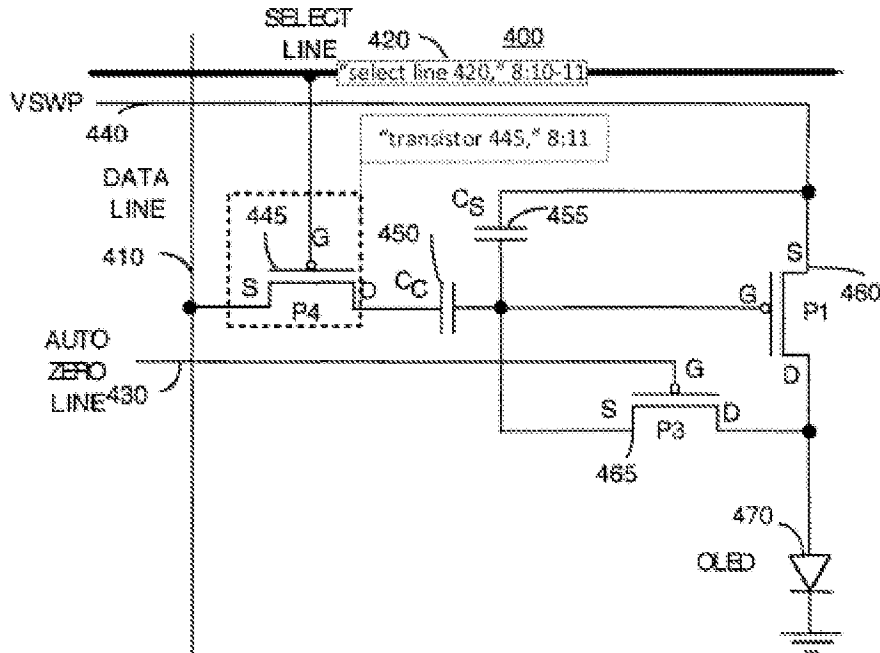 SELECT
LINE
420
400
"select line 420," 8:10-11
VSWP
440
"transistor 445," 8:11
DATA
LINE
410
445
G
S
D
P4
450
CC
CS
455
S
G
P1
460
D
AUTO
ZERO
LINE
430
G
S
D
P3
465
470
OLED